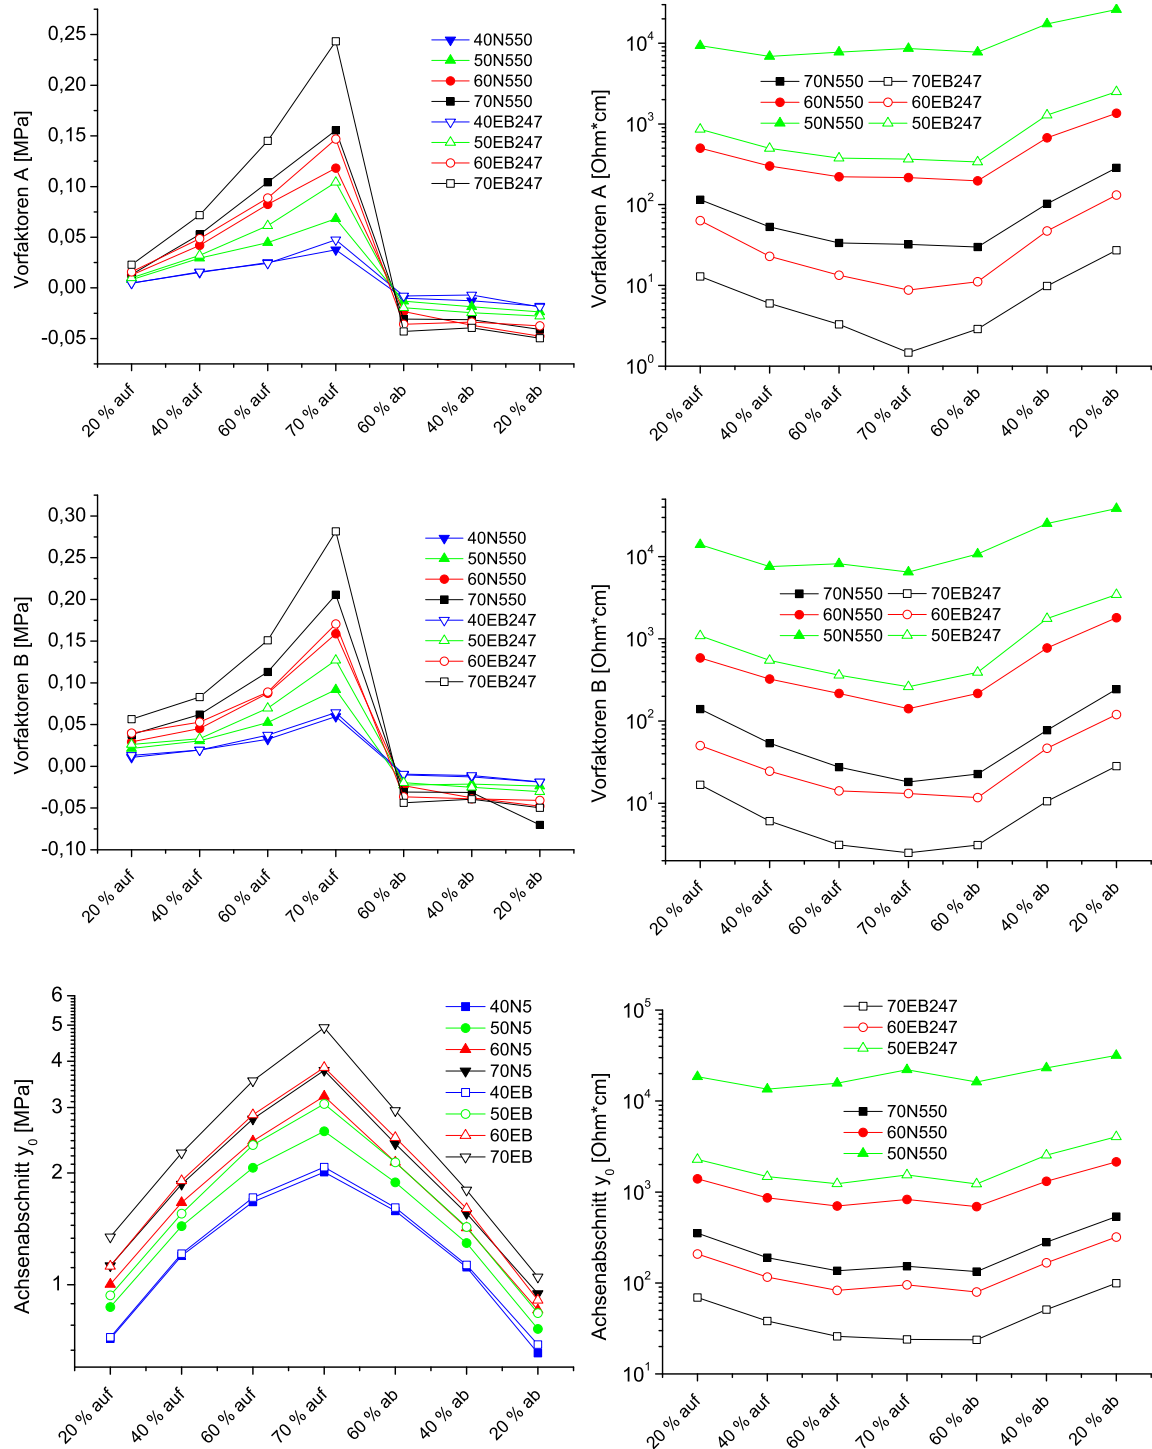 Vorfaktoren A [MPa]
0,25
0,20
0,15
0,10
0,05
0,00
-0,05
40N550
50N550
60N550
70N550
40EB247
50EB247
60EB247
70EB247
20 % auf
40 % auf
60 % auf
70 % auf
60 % ab
40 % ab
20 % ab
Vorfaktoren A [Ohm*cm]
10^4
10^3
10^2
10^1
10^0
70N550 70EB247
60N550 60EB247
50N550 50EB247
20 % auf
40 % auf
60 % auf
70 % auf
60 % ab
40 % ab
20 % ab
Vorfaktoren B [MPa]
0,30
0,25
0,20
0,15
0,10
0,05
0,00
-0,05
-0,10
40N550
50N550
60N550
70N550
40EB247
50EB247
60EB247
70EB247
20 % auf
40 % auf
60 % auf
70 % auf
60 % ab
40 % ab
20 % ab
Vorfaktoren B [Ohm*cm]
10^4
10^3
10^2
10^1
70N550 70EB247
60N550 60EB247
50N550 50EB247
20 % auf
40 % auf
60 % auf
70 % auf
60 % ab
40 % ab
20 % ab
Achsenabschnitt y_0 [MPa]
6
5
4
3
2
1
40N5
50N5
60N5
70N5
40EB
50EB
60EB
70EB
20 % auf
40 % auf
60 % auf
70 % auf
60 % ab
40 % ab
20 % ab
Achsenabschnitt y_0 [Ohm*cm]
10^5
10^4
10^3
10^2
10^1
70EB247
60EB247
50EB247
70N550
60N550
50N550
20 % auf
40 % auf
60 % auf
70 % auf
60 % ab
40 % ab
20 % ab